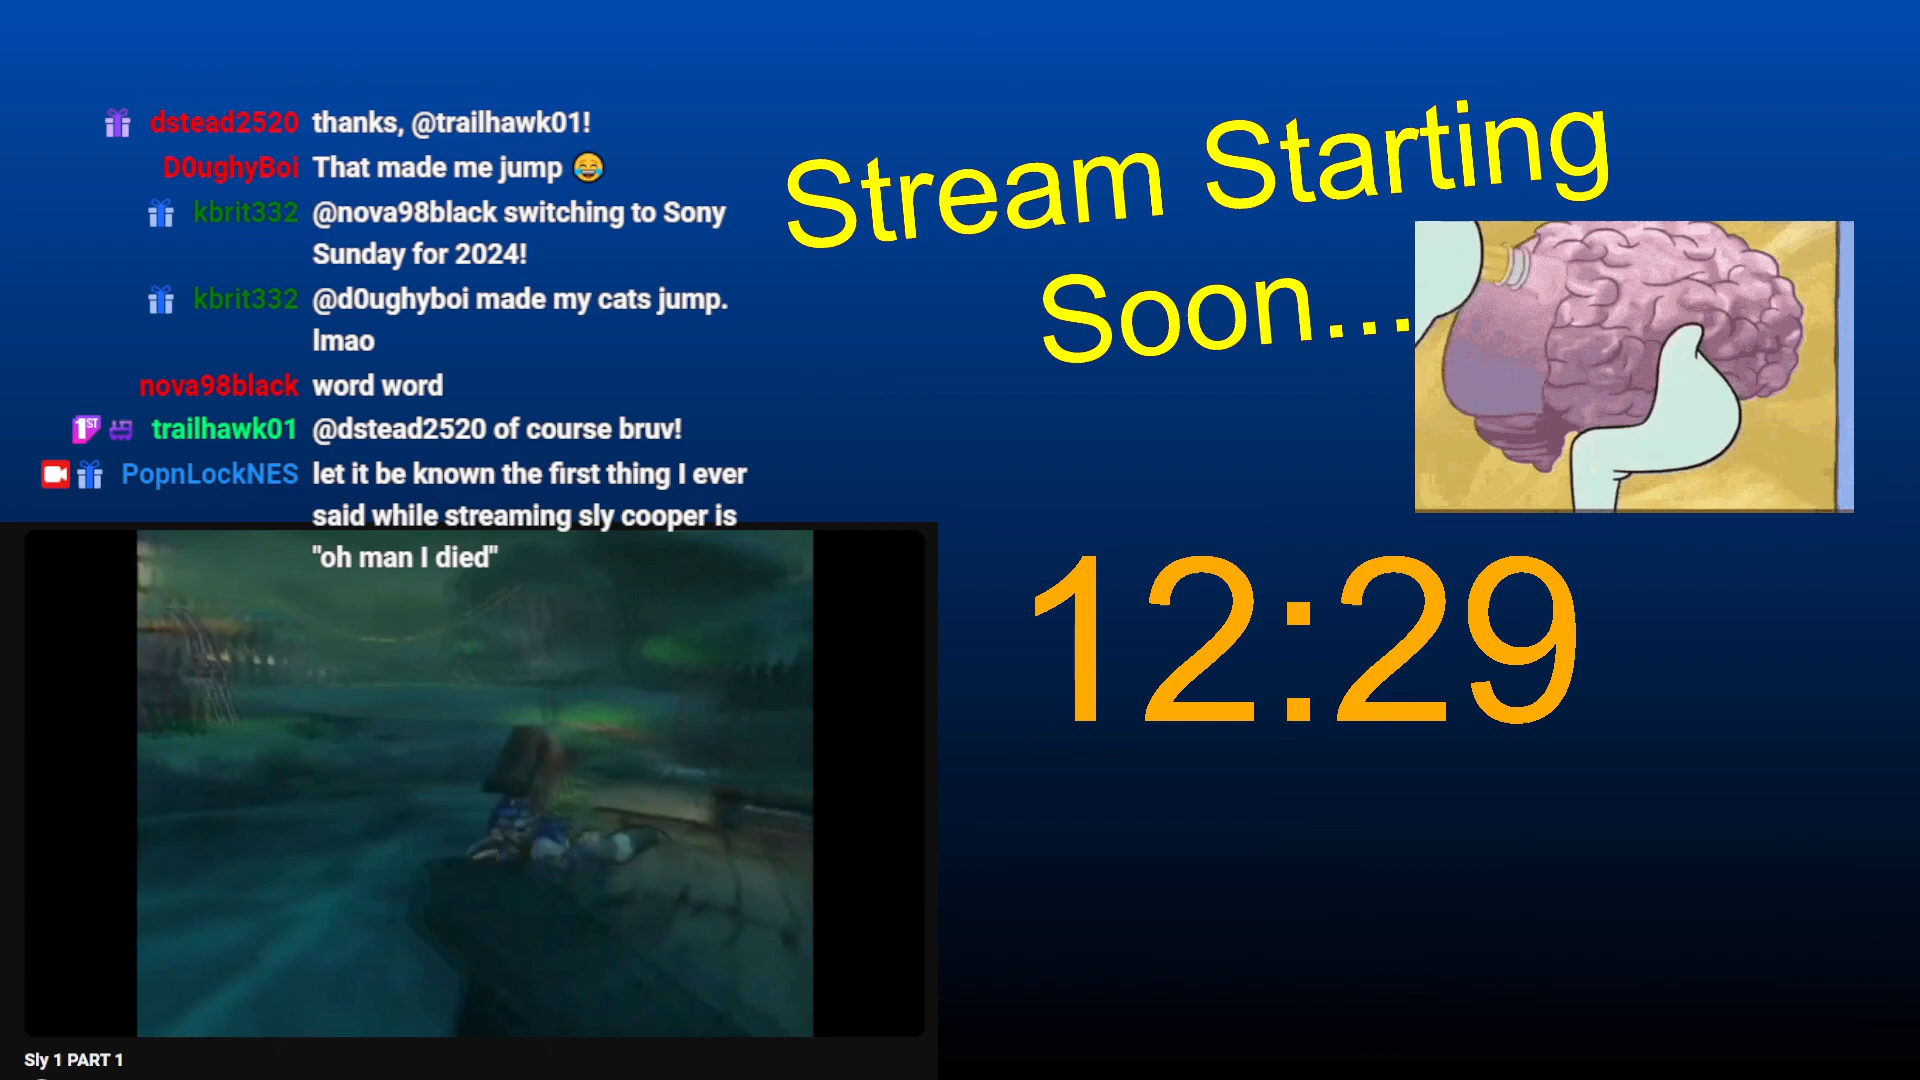 dstead2520 thanks, @trailhawk01!
D0ughyBoi That made me jump 😂
kbrit332 @nova98black switching to Sony
Sunday for 2024!
kbrit332 @d0ughyboi made my cats jump.
lmao
nova98black word word
1ST trailhawk01 @dstead2520 of course bruv!
PopnLockNES let it be known the first thing I ever
said while streaming sly cooper is
"oh man I died"
Stream Starting
Soon...
12:29
Sly 1 PART 1